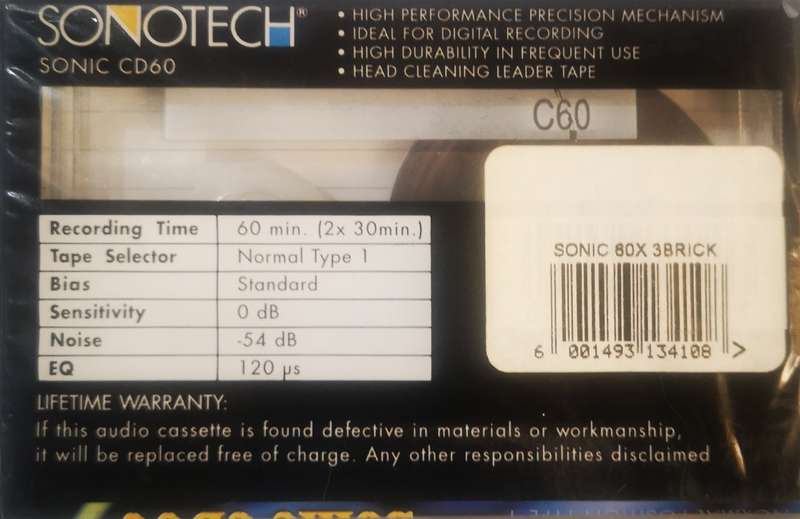 SONOTECH®
SONIC CD60
• HIGH PERFORMANCE PRECISION MECHANISM
• IDEAL FOR DIGITAL RECORDING
• HIGH DURABILITY IN FREQUENT USE
• HEAD CLEANING LEADER TAPE
C60
SONIC 60X 3BRICK
6 001493 134108 >
Recording Time 60 min. (2x 30min.)
Tape Selector Normal Type 1
Bias Standard
Sensitivity 0 dB
Noise -54 dB
EQ 120 µs
LIFETIME WARRANTY:
If this audio cassette is found defective in materials or workmanship,
it will be replaced free of charge. Any other responsibilities disclaimed